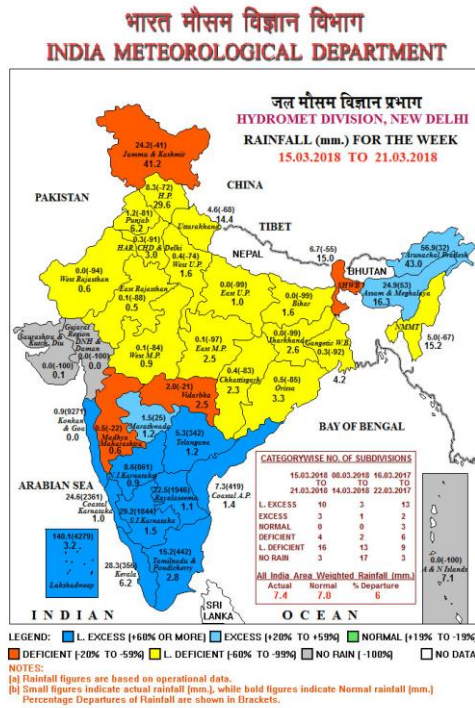 भारत मौसम विज्ञान विभाग
INDIA METEOROLOGICAL DEPARTMENT
जल मौसम विज्ञान प्रभाग
HYDROMET DIVISION, NEW DELHI
RAINFALL (mm.) FOR THE WEEK
15.03.2018 TO 21.03.2018
24.2(-41)
Jammu & Kashmir
41.2
PAKISTAN
CHINA
8.3(-72)
H.P.
29.6
0.1(-81)
Punjab
6.2
4.6(-68)
Uttarakhand
14.4
TIBET
0.3(-91)
HAR. CHD & Delhi
3.0
NEPAL
6.7(-55)
SHWB
15.0
BHUTAN
56.9(32)
Arunachal Pradesh
43.0
0.0(-94)
West Rajasthan
0.6
0.4(-74)
West U.P.
1.6
0.0(-99)
East U.P.
1.0
0.0(-99)
Bihar
1.6
24.9(53)
Assam & Meghalaya
16.3
East Rajasthan
0.1(-88)
0.5
5.0(-67)
NMMT
15.2
Saurashtra &
Kutch, Diu
0.0(-100)
0.1
Gujarat
Region
DNH &
Daman
0.0(-100)
0.0
0.1(-84)
West M.P.
0.9
0.1(-97)
East M.P.
2.5
0.0(-99)
Jharkhand
2.6
Gangetic W.B.
0.3(-92)
4.2
0.4(-83)
Chhattisgarh
2.3
0.5(-85)
Orissa
3.3
2.0(-21)
Vidarbha
2.5
0.9(9271)
Konkan
& Goa
0.0
0.5(-22)
Madhya
Maharashtra
0.6
1.5(25)
Marathwada
1.2
5.3(342)
Telangana
1.2
BAY OF BENGAL
ARABIAN SEA
8.6(861)
N.I.Karnataka
0.9
24.6(2361)
Coastal
Karnataka
1.0
22.5(1946)
Rayalaseema
1.1
7.3(419)
Coastal A.P.
1.4
29.2(1844)
S.I.Karnataka
1.5
140.1(4279)
3.2
Lakshadweep
28.3(356)
Kerala
6.2
15.2(442)
Tamilnadu &
Pondicherry
2.8
0.0(-100)
A & N Islands
7.1
SRI
LANKA
INDIAN OCEAN
CATEGORYWISE NO. OF SUBDIVISIONS
15.03.2018 08.03.2018 16.03.2017
TO TO TO
21.03.2018 14.03.2018 22.03.2017
L. EXCESS 10 3 13
EXCESS 3 1 2
NORMAL 0 0 3
DEFICIENT 4 2 6
L. DEFICIENT 16 13 9
NO RAIN 3 17 3
All India Area Weighted Rainfall (mm.)
Actual Normal % Departure
7.4 7.0 6
LEGEND: L. EXCESS (+60% OR MORE) EXCESS (+20% TO +59%) NORMAL (+19% TO -19%)
DEFICIENT (-20% TO -59%) L. DEFICIENT (-60% TO -99%) NO RAIN (-100%) NO DATA
NOTES:
(a) Rainfall figures are based on operational data.
(b) Small figures indicate actual rainfall (mm.), while bold figures indicate Normal rainfall (mm.)
Percentage Departures of Rainfall are shown in Brackets.